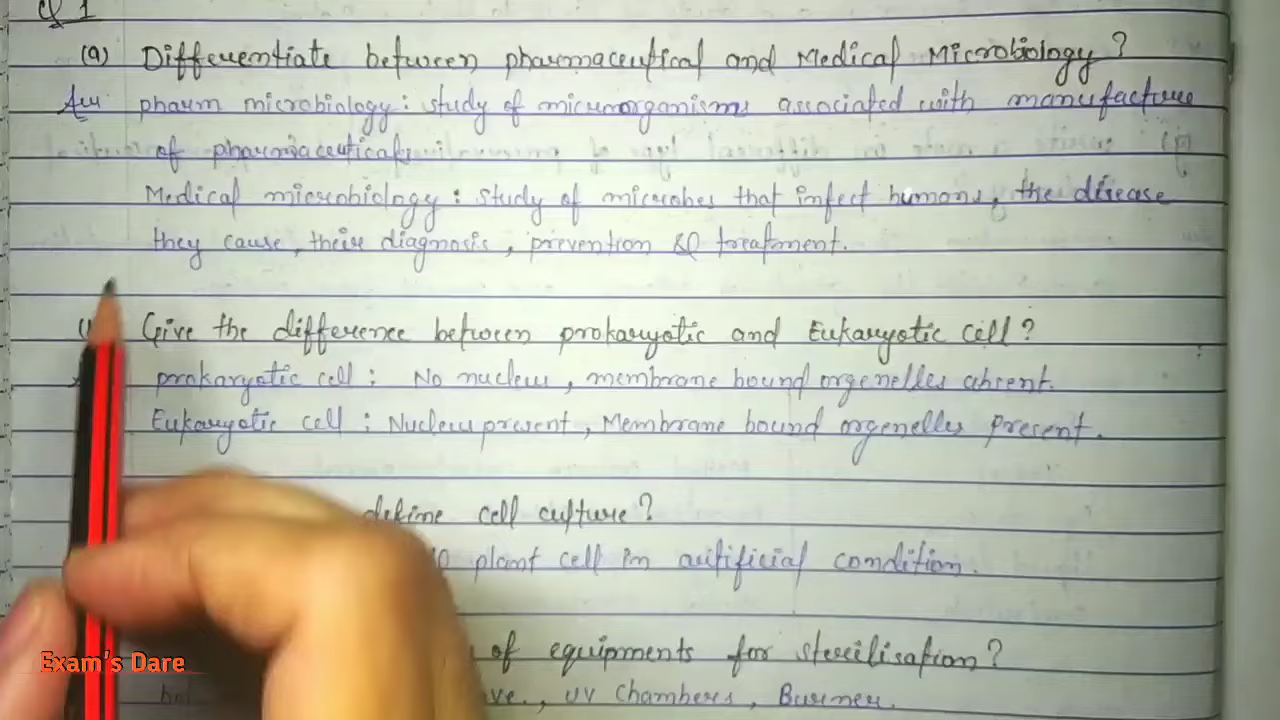 Q 1
(a) Differentiate between pharmaceutical and Medical Microbiology?
Ans pharm microbiology: study of microorganisms associated with manufacture
of pharmaceuticals
Medical microbiology: study of microbes that infect humans, the disease
they cause, their diagnosis, prevention & treatment.
Give the difference between prokaryotic and Eukaryotic cell?
prokaryotic cell: No nucleus, membrane bound orgenelles absent.
Eukaryotic cell: Nucleus present, Membrane bound orgenelles present.
define cell culture?
plant cell in artificial condition.
of equipments for sterilisation?
Exam's Dare
UV Chambers, Burner.